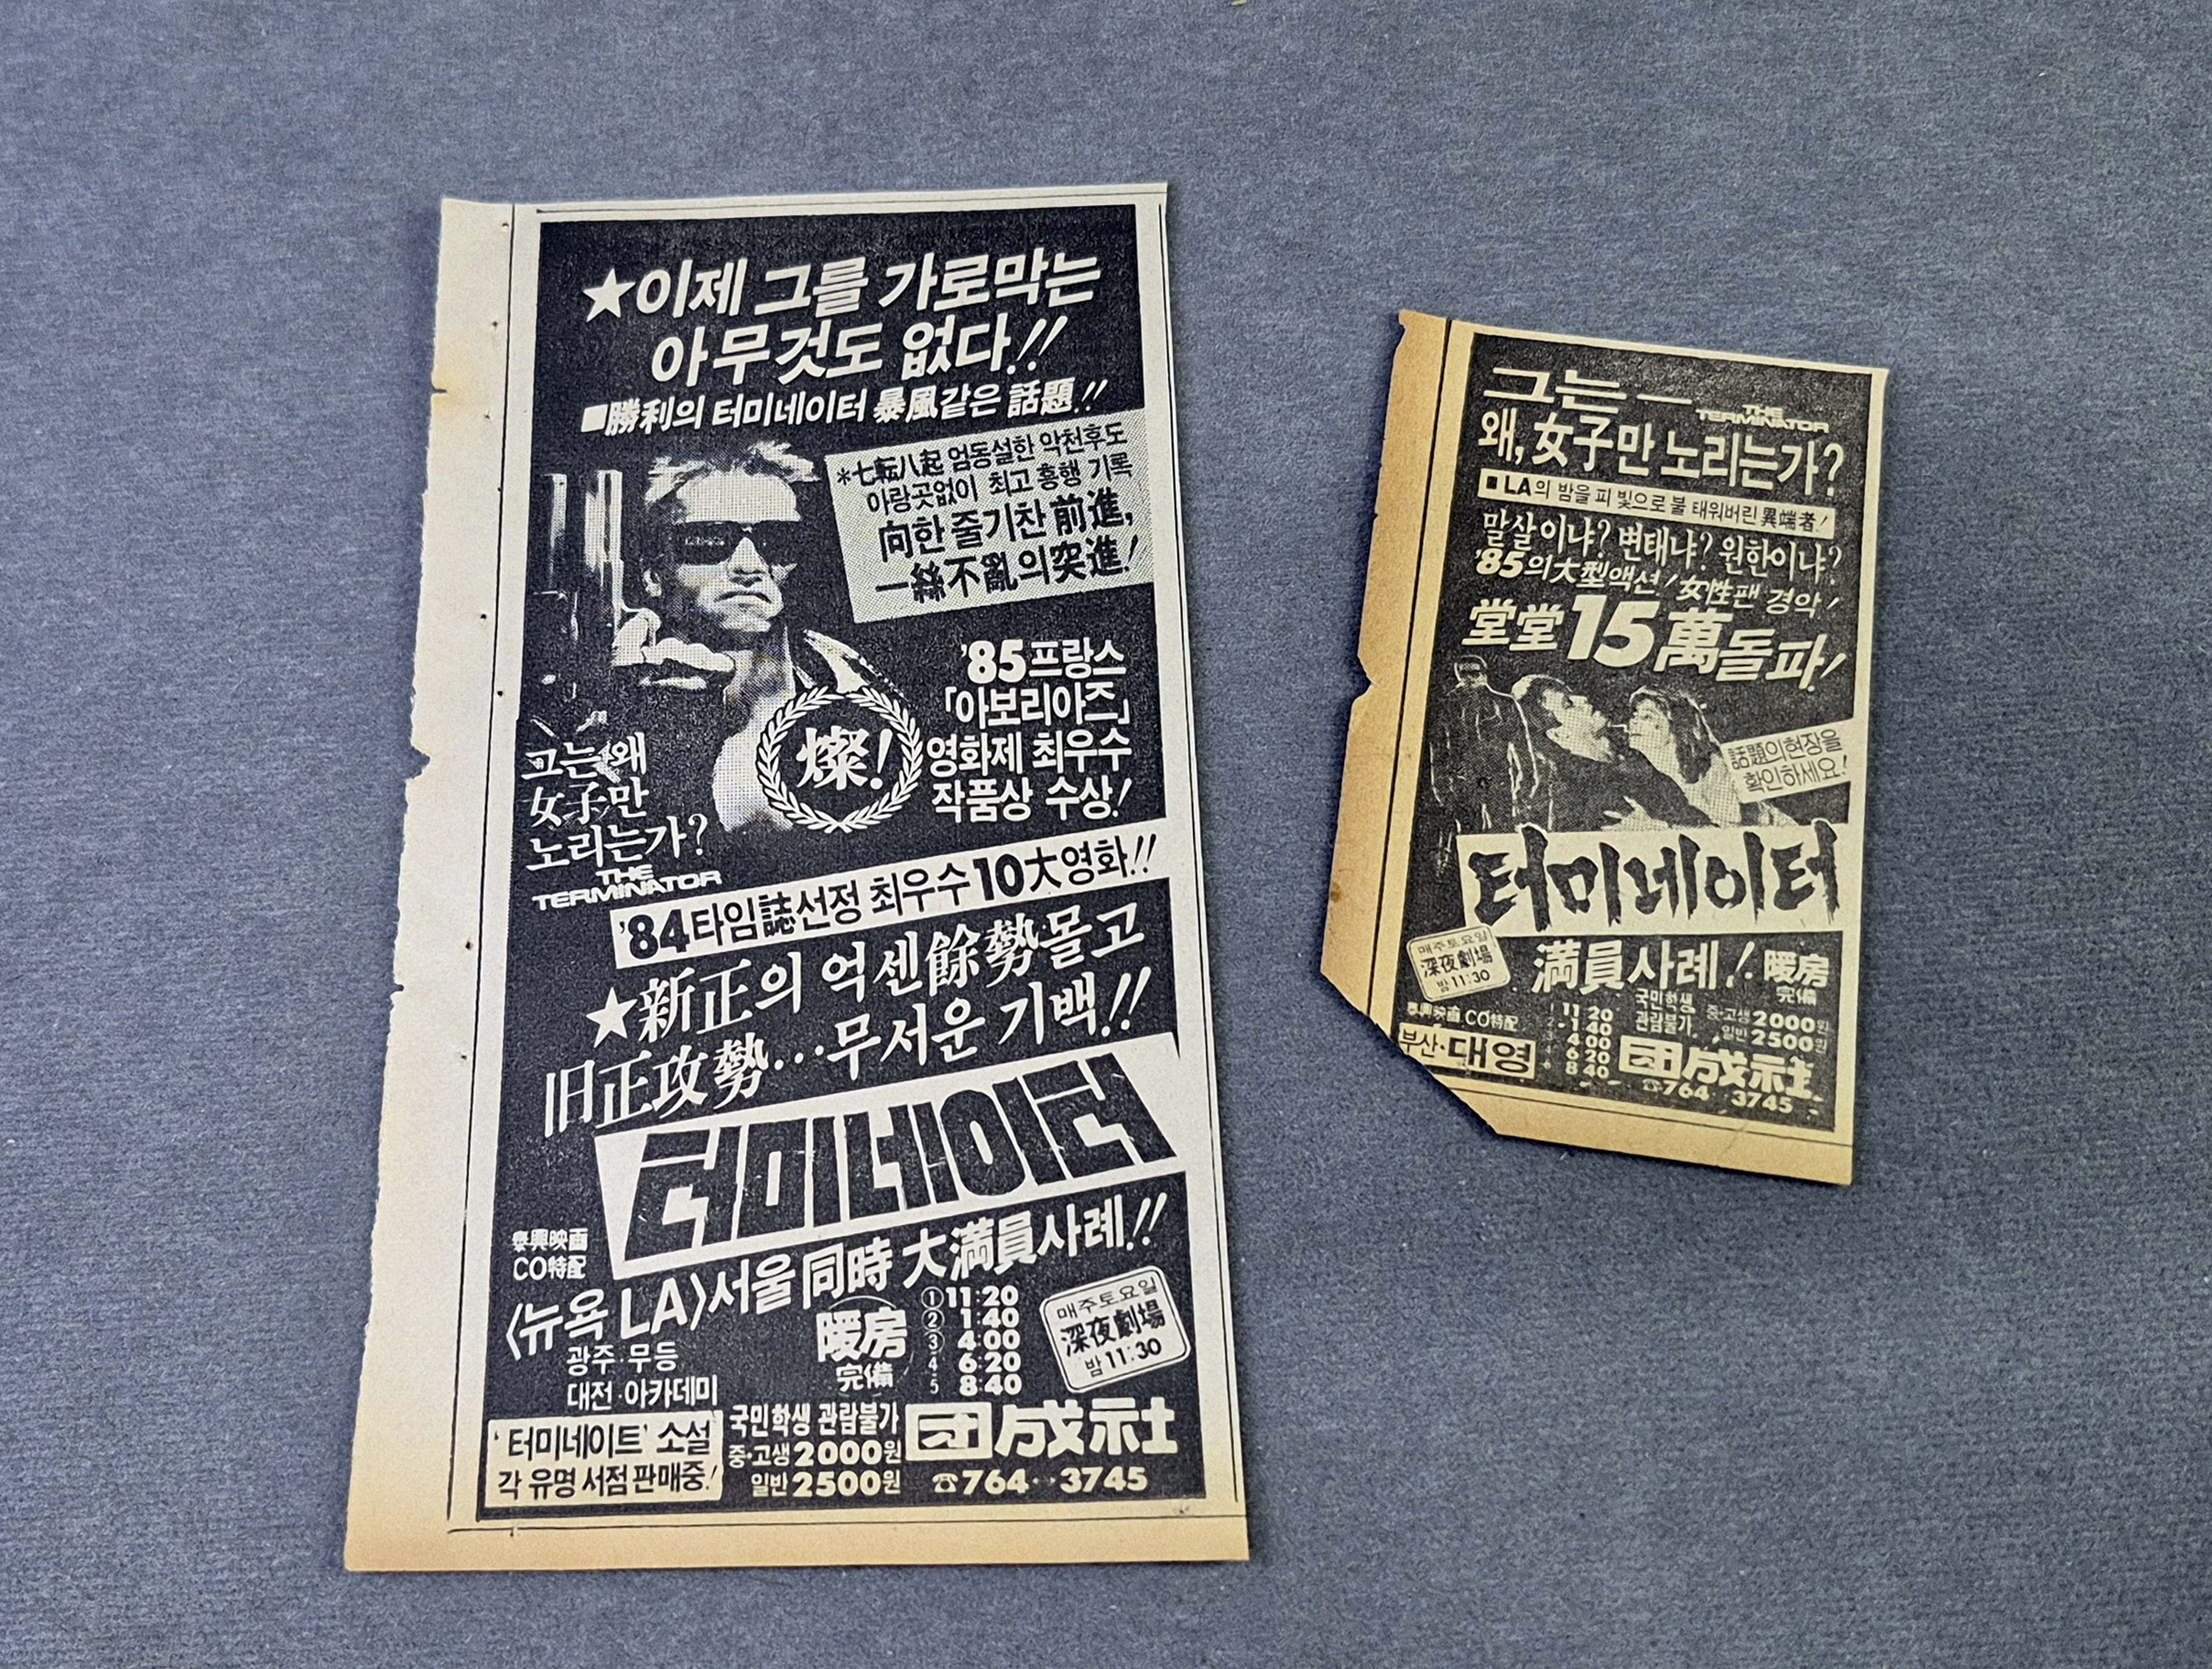 ★이제 그를 가로막는
아무것도 없다!!
■勝利의 터미네이터 暴風같은 話題!!
*七転八起 엄동설한 악천후도
아랑곳없이 최고 흥행 기록
向한 줄기찬 前進,
一絲不亂의 突進!
'85프랑스
「아보리아즈」
영화제 최우수
작품상 수상!
燦!
그는 왜
女子만
노리는가?
THE
TERMINATOR
'84타임誌선정 최우수 10大영화!!
★新正의 억센餘勢몰고
旧正攻勢…무서운 기백!!
터미네이터
泰興映画
CO特配
〈뉴욕 LA〉서울 同時 大満員사례!!
광주·무등
대전·아카데미
暖房
完備
①11:20
②1:40
③4:00
4 6:20
5 8:40
매주토요일
深夜劇場
밤 11:30
'터미네이트' 소설
각 유명 서점 판매중!
국민학생 관람불가
중·고생 2000원
일반 2500원
団成社
☎764··3745
그는—
THE
TERMINATOR
왜, 女子만 노리는가?
■LA의 밤을 피 빛으로 불 태워버린 異端者!
말살이냐? 변태냐? 원한이냐?
'85의 大型액션! 女性팬 경악!
堂堂 15萬돌파!
話題의현장을
확인하세요!
터미네이터
매주토요일
深夜劇場
밤 11:30
満員사례! 暖房
完備
泰興映画 CO特配
부산·대영
11 20
1 40
4 00
6 20
8 40
국민학생
관람불가
중·고생 2000원
일반 2500원
団成社
☎764··3745